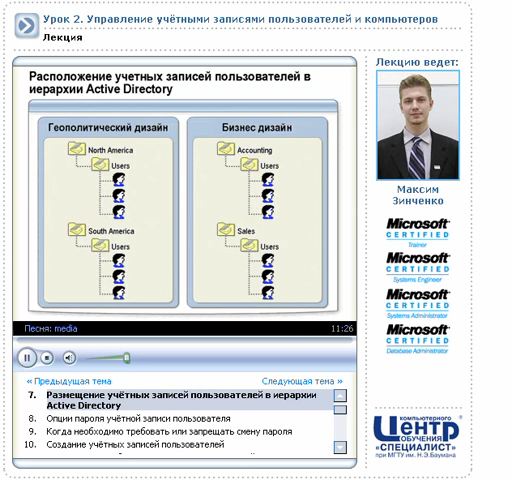 Урок 2. Управление учётными записями пользователей и компьютеров
Лекция
Расположение учетных записей пользователей в
иерархии Active Directory
Геополитический дизайн
Бизнес дизайн
North America
Users
South America
Users
Accounting
Users
Sales
Users
Песня: media
11:26
« Предыдущая тема
Следующая тема »
7. Размещение учётных записей пользователей в иерархии
Active Directory
8. Опции пароля учётной записи пользователя
9. Когда необходимо требовать или запрещать смену пароля
10. Создание учётных записей пользователей
Лекцию ведет:
Максим
Зинченко
Microsoft
CERTIFIED
Trainer
Microsoft
CERTIFIED
Systems Engineer
Microsoft
CERTIFIED
Systems Administrator
Microsoft
CERTIFIED
Database Administrator
компьютерного
Центр
обучения
«СПЕЦИАЛИСТ»
при МГТУ им. Н.Э.Баумана